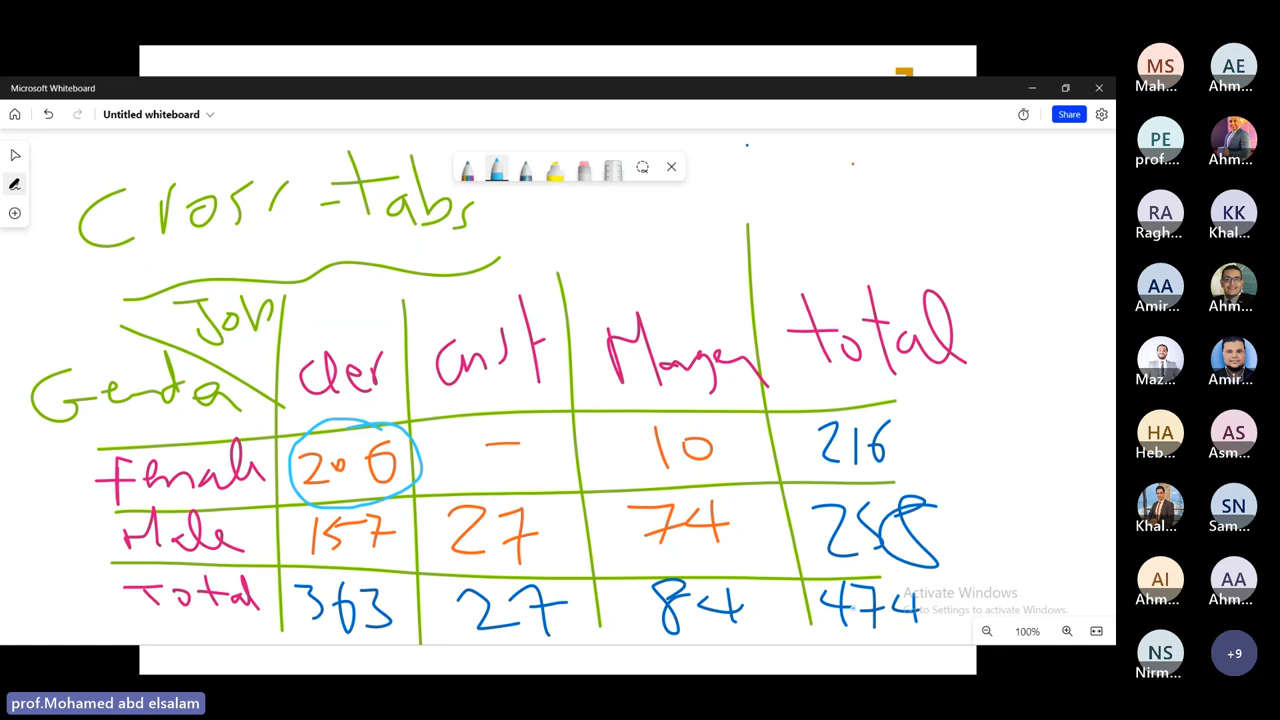 Microsoft Whiteboard
Untitled whiteboard
Share
Cross-tabs
Job
Gender
cler cust Manager total
Female 206 - 10 216
Male 157 27 74 258
Total 363 27 84 474
Activate Windows
Go to Settings to activate Windows.
100%
MS
Mah...
AE
Ahm...
PE
prof....
Ahm...
RA
Ragh...
KK
Khal...
AA
Amir...
Ahm...
Maz...
Amir...
HA
Heb...
AS
Asm...
Khal...
SN
Sam...
AI
Ahm...
AA
Ahm...
NS
Nirm...
+9
prof.Mohamed abd elsalam